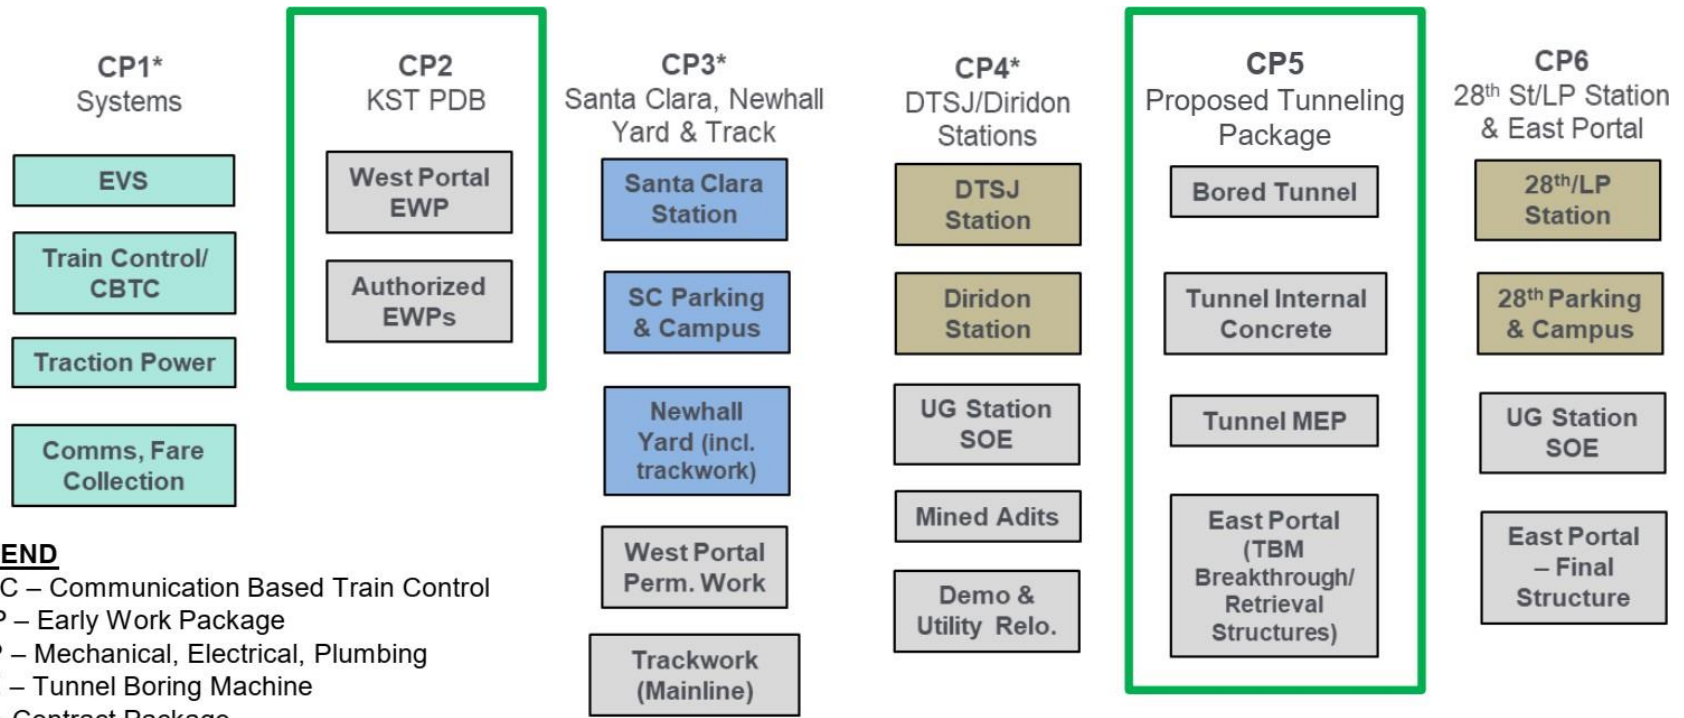 CP1*
Systems
EVS
Train Control/
CBTC
Traction Power
Comms, Fare
Collection
CP2
KST PDB
West Portal
EWP
Authorized
EWPs
CP3*
Santa Clara, Newhall
Yard & Track
Santa Clara
Station
SC Parking
& Campus
Newhall
Yard (incl.
trackwork)
West Portal
Perm. Work
Trackwork
(Mainline)
CP4*
DTSJ/Diridon
Stations
DTSJ
Station
Diridon
Station
UG Station
SOE
Mined Adits
Demo &
Utility Relo.
CP5
Proposed Tunneling
Package
Bored Tunnel
Tunnel Internal
Concrete
Tunnel MEP
East Portal
(TBM
Breakthrough/
Retrieval
Structures)
CP6
28th St/LP Station
& East Portal
28th/LP
Station
28th Parking
& Campus
UG Station
SOE
East Portal
– Final
Structure
END
C – Communication Based Train Control
P – Early Work Package
P – Mechanical, Electrical, Plumbing
– Tunnel Boring Machine
Contract Package